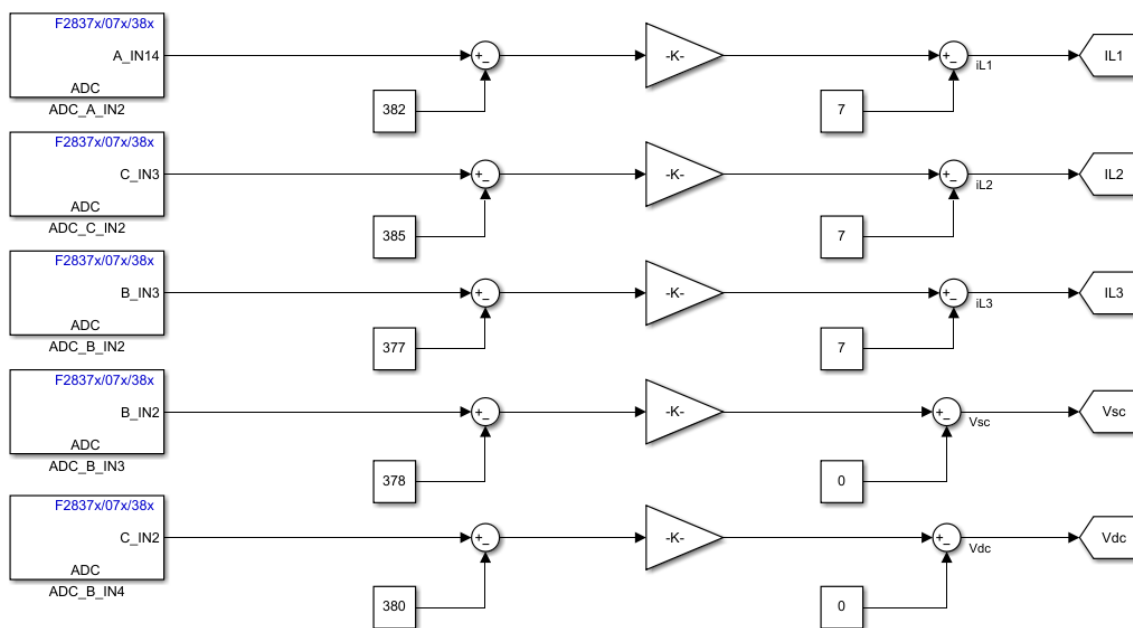 F2837x/07x/38x
A_IN14
ADC
ADC_A_IN2
+
-
382
-K-
+
-
iL1
7
IL1
F2837x/07x/38x
C_IN3
ADC
ADC_C_IN2
+
-
385
-K-
+
-
iL2
7
IL2
F2837x/07x/38x
B_IN3
ADC
ADC_B_IN2
+
-
377
-K-
+
-
iL3
7
IL3
F2837x/07x/38x
B_IN2
ADC
ADC_B_IN3
+
-
378
-K-
+
-
Vsc
0
Vsc
F2837x/07x/38x
C_IN2
ADC
ADC_B_IN4
+
-
380
-K-
+
-
Vdc
0
Vdc